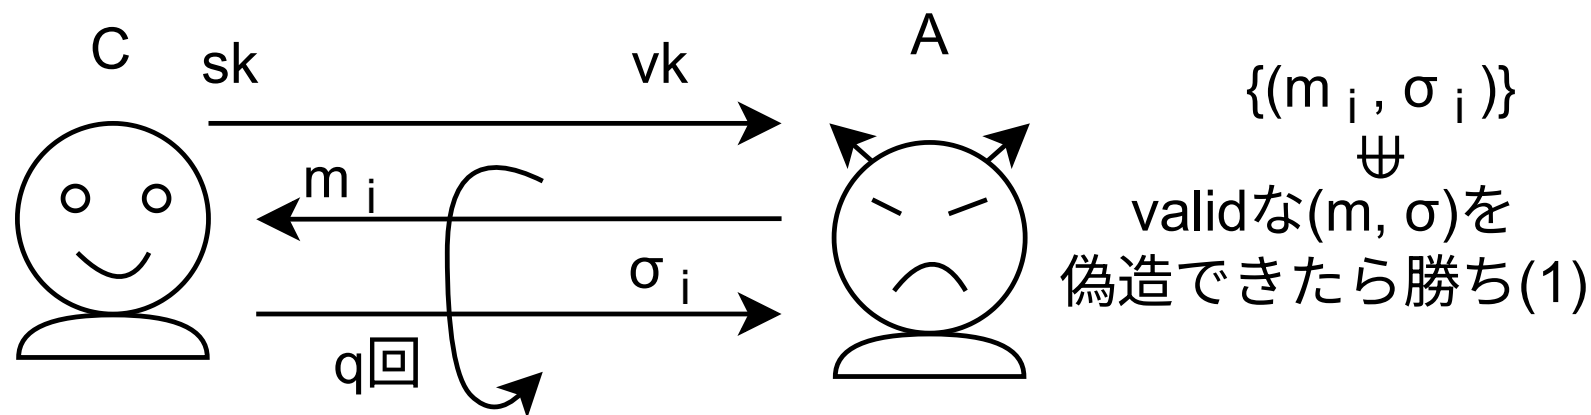 C
A
sk
vk
{(m i , σ i )}
m i
validな(m, σ)を
σ i
偽造できたら勝ち(1)
q回